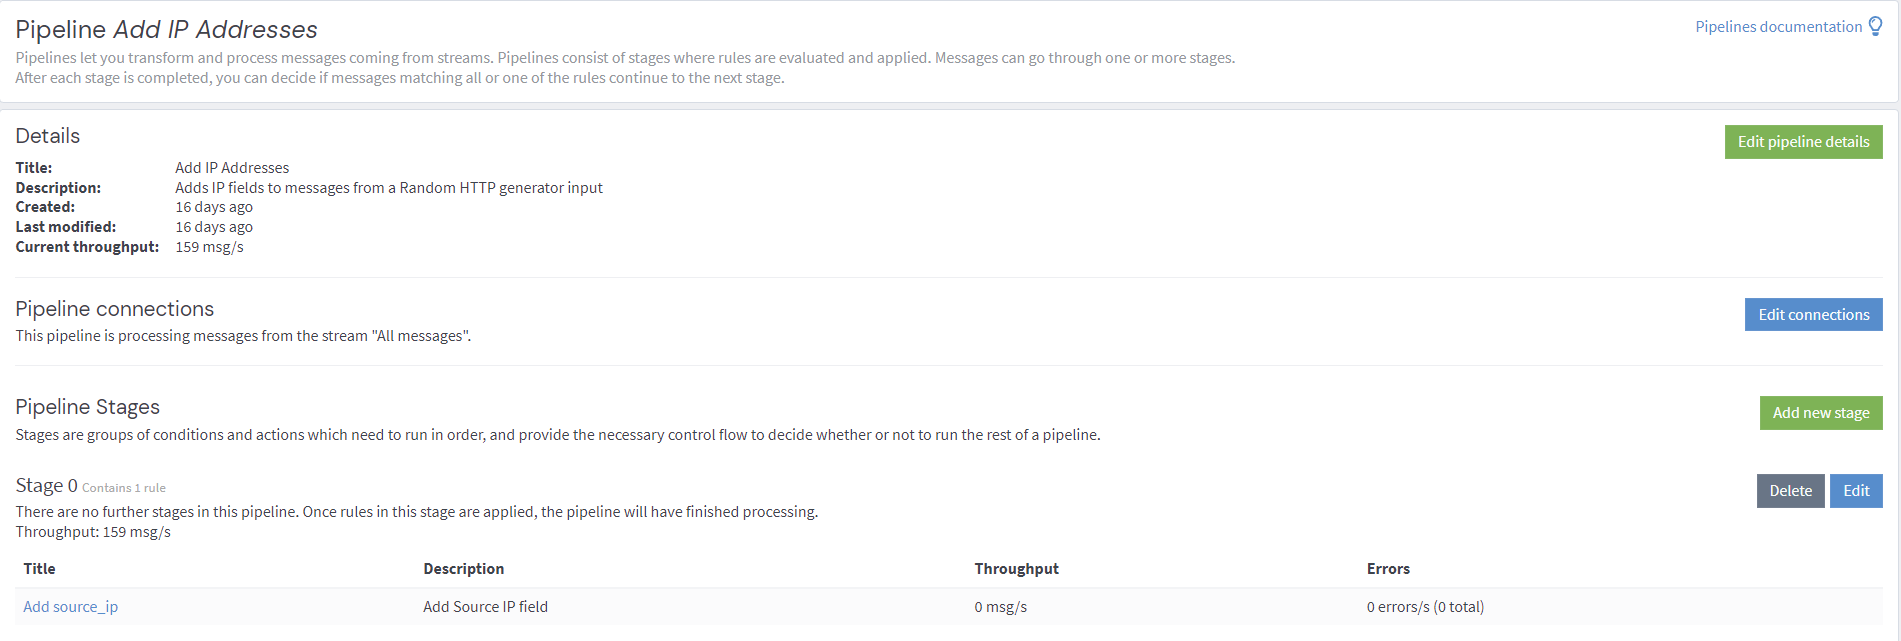 Pipeline Add IP Addresses
Pipelines documentation
Pipelines let you transform and process messages coming from streams. Pipelines consist of stages where rules are evaluated and applied. Messages can go through one or more stages.
After each stage is completed, you can decide if messages matching all or one of the rules continue to the next stage.
Details
Edit pipeline details
Title: Add IP Addresses
Description: Adds IP fields to messages from a Random HTTP generator input
Created: 16 days ago
Last modified: 16 days ago
Current throughput: 159 msg/s
Pipeline connections
Edit connections
This pipeline is processing messages from the stream "All messages".
Pipeline Stages
Add new stage
Stages are groups of conditions and actions which need to run in order, and provide the necessary control flow to decide whether or not to run the rest of a pipeline.
Stage 0 Contains 1 rule
Delete Edit
There are no further stages in this pipeline. Once rules in this stage are applied, the pipeline will have finished processing.
Throughput: 159 msg/s
Title Description Throughput Errors
Add source_ip Add Source IP field 0 msg/s 0 errors/s (0 total)